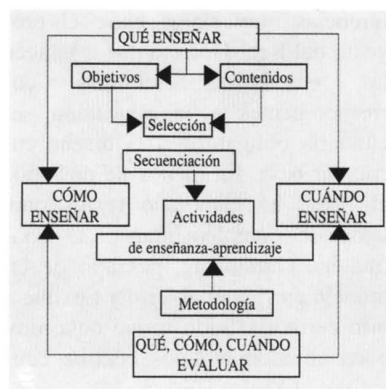 QUÉ ENSEÑAR
Objetivos
Contenidos
Selección
Secuenciación
CÓMO
ENSEÑAR
Actividades
de enseñanza-aprendizaje
CUÁNDO
ENSEÑAR
Metodología
QUÉ, CÓMO, CUÁNDO
EVALUAR